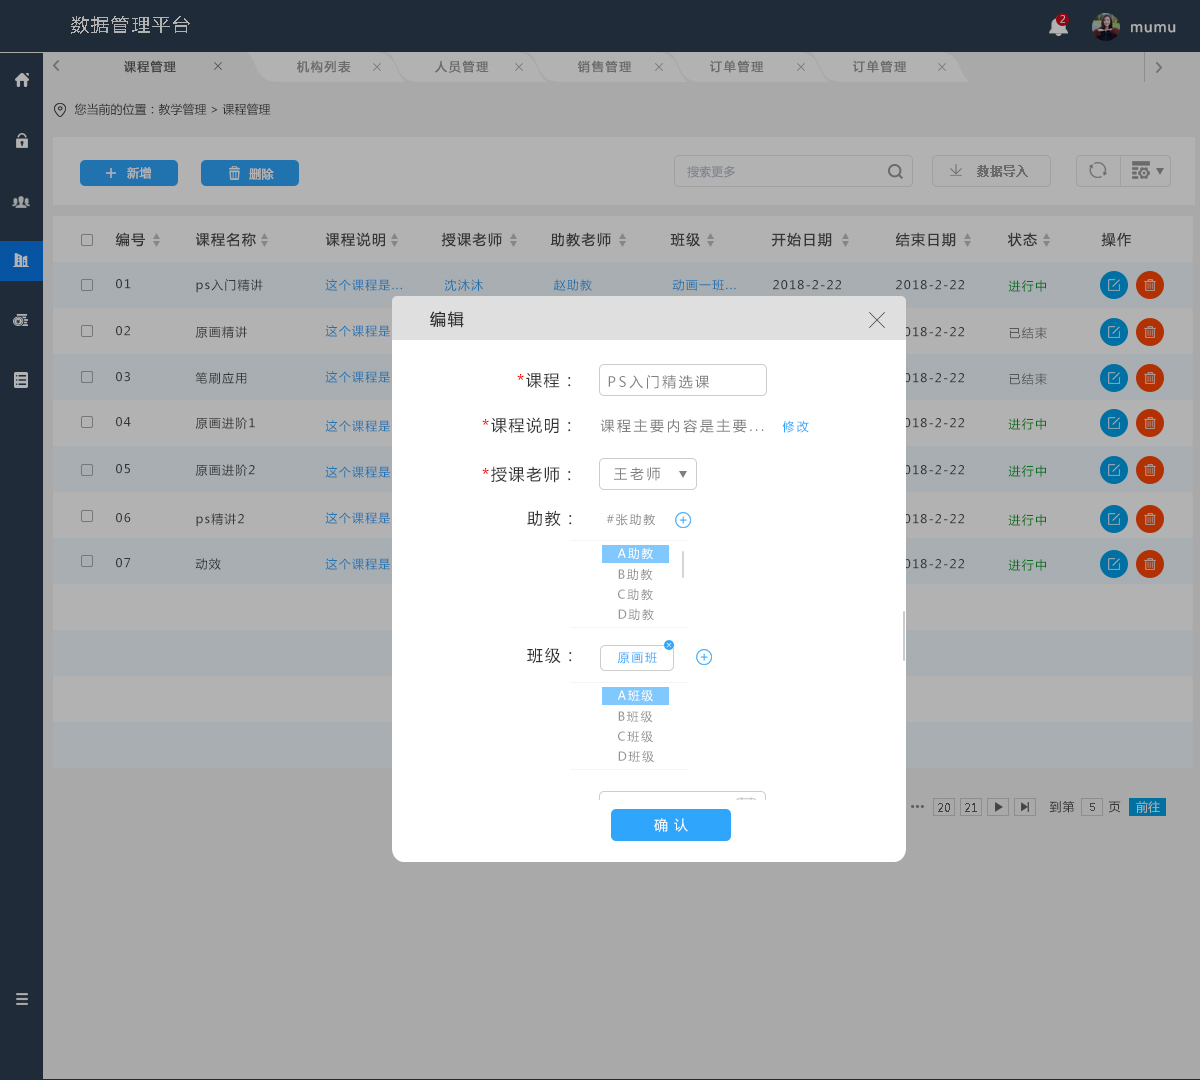 数据管理平台
2
mumu
课程管理 机构列表 人员管理 销售管理 订单管理 订单管理
您当前的位置：教学管理 > 课程管理
新增 删除 搜索更多 数据导入
编号 课程名称 课程说明 授课老师 助教老师 班级 开始日期 结束日期 状态 操作
01 ps入门精讲 这个课程是... 沈沐沐 赵助教 动画一班... 2018-2-22 2018-2-22 进行中
02 原画精讲 这个课程是 018-2-22 已结束
03 笔刷应用 这个课程是 018-2-22 已结束
04 原画进阶1 这个课程是 018-2-22 进行中
05 原画进阶2 这个课程是 018-2-22 进行中
06 ps精讲2 这个课程是 018-2-22 进行中
07 动效 这个课程是 018-2-22 进行中
编辑
*课程： PS入门精选课
*课程说明： 课程主要内容是主要... 修改
*授课老师： 王老师
助教： #张助教
A助教
B助教
C助教
D助教
班级： 原画班
A班级
B班级
C班级
D班级
确认
••• 20 21 到第 5 页 前往